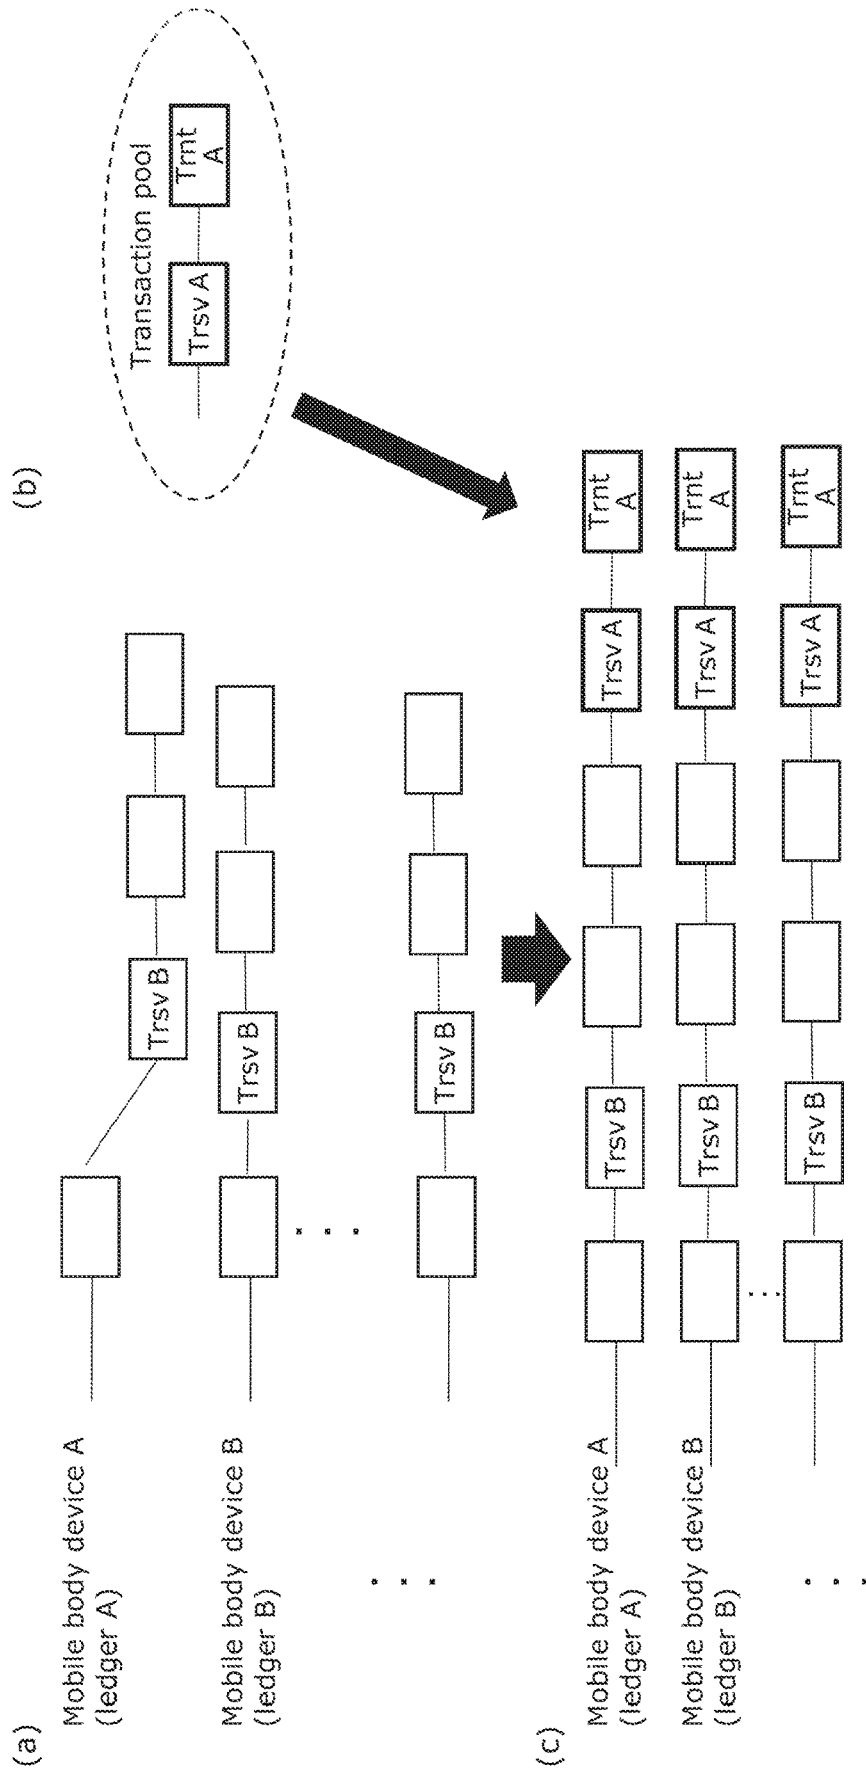 (a)
Mobile body device A
(ledger A)
Trsv B
Mobile body device B
(ledger B)
Trsv B
. . .
. . .
Trsv B
(b)
Transaction pool
Trsv A
Trnt
A
(c)
Mobile body device A
(ledger A)
Trsv B
Trsv A
Trnt
A
Mobile body device B
(ledger B)
Trsv B
Trsv A
Trnt
A
. . .
. . .
Trsv B
Trsv A
Trnt
A